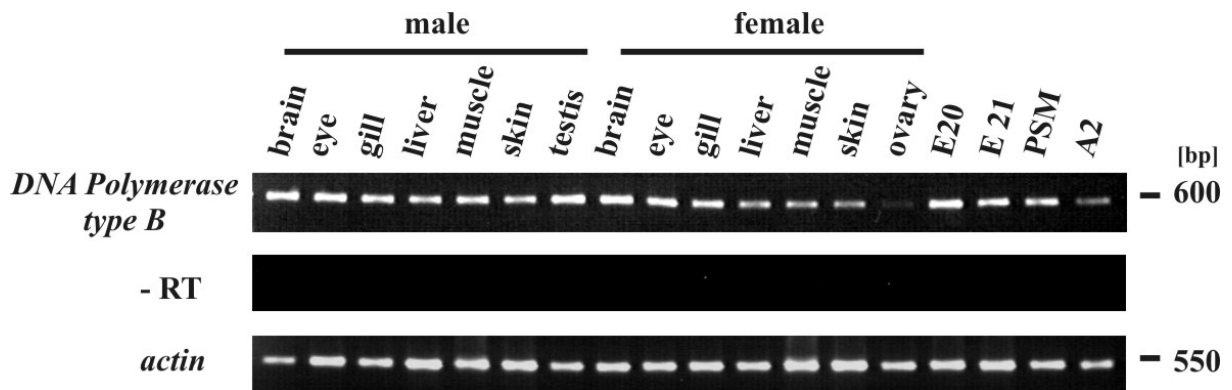 male female
brain eye gill liver muscle skin testis brain eye gill liver muscle skin ovary E20 E 21 PSM A2
[bp]
DNA Polymerase
type B
600
- RT
actin
550